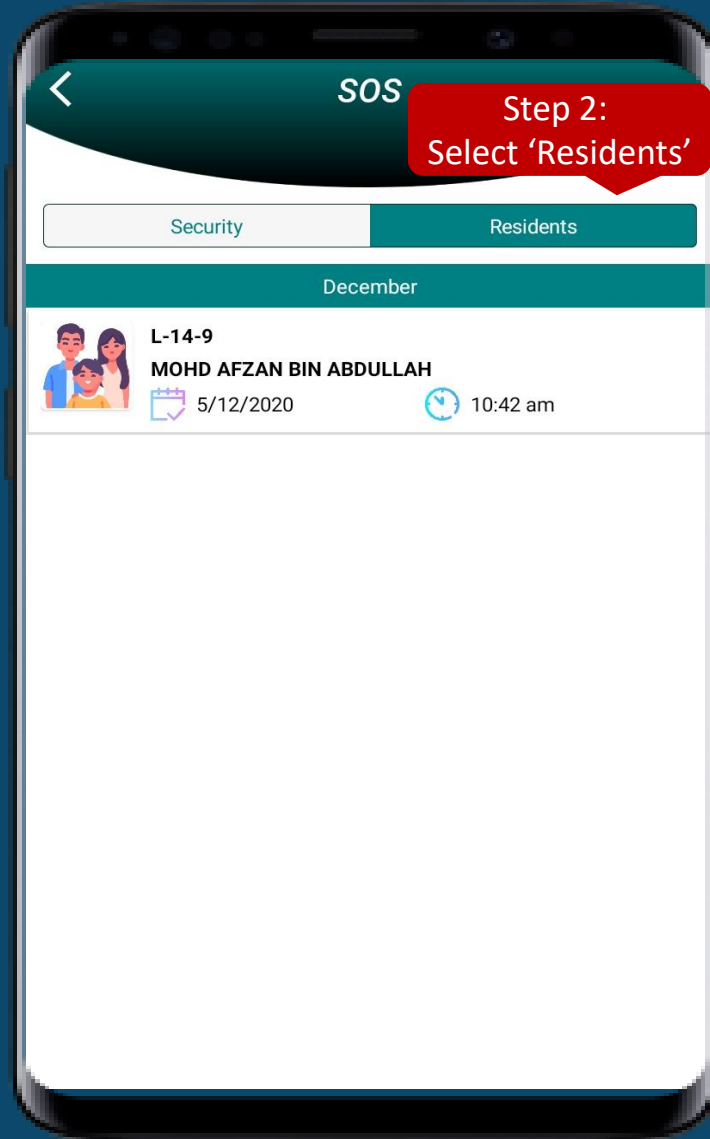 SOS
Step 2:
Select ‘Residents’
Security
Residents
December
L-14-9
MOHD AFZAN BIN ABDULLAH
5/12/2020
10:42 am